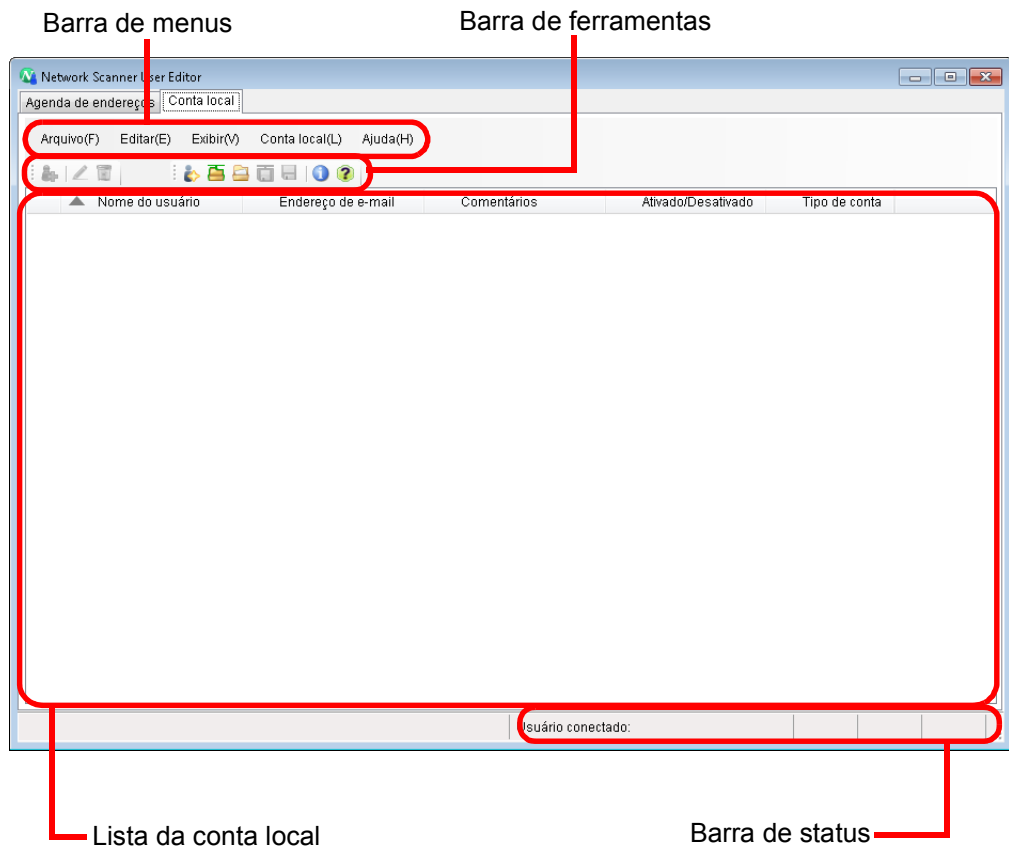 Barra de menus
Barra de ferramentas
Network Scanner User Editor
Agenda de endereços
Conta local
Arquivo(F) Editar(E) Exibir(V) Conta local(L) Ajuda(H)
Nome do usuário Endereço de e-mail Comentários Ativado/Desativado Tipo de conta
Usuário conectado:
Lista da conta local
Barra de status